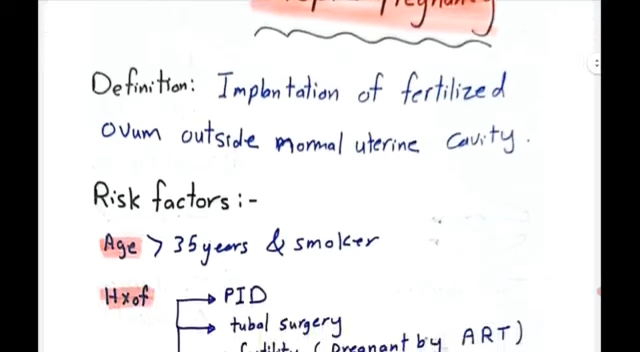 pregnancy
Definition: Implantation of fertilized
ovum outside normal uterine cavity.
Risk factors:-
Age > 35 years & smoker
Hx of
PID
tubal surgery
(pregnant by ART)